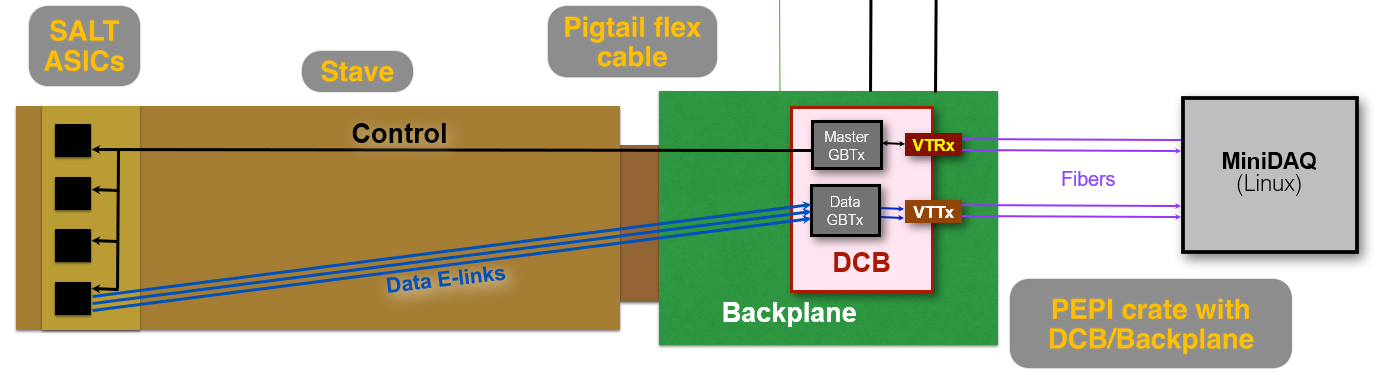 SALT
ASICs
Stave
Pigtail flex
cable
Control
Master
GBTx
VTRx
Data
GBTx
VTTx
DCB
Data E-links
Backplane
Fibers
MiniDAQ
(Linux)
PEPI crate with
DCB/Backplane